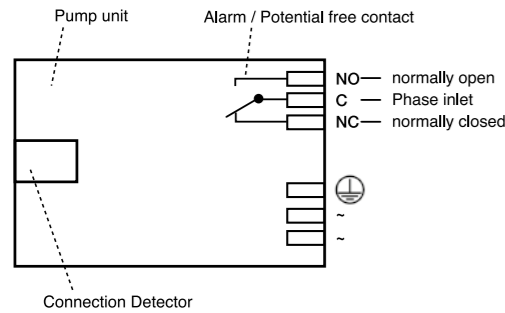 Pump unit
Alarm / Potential free contact
NO — normally open
C — Phase inlet
NC — normally closed
~
~
Connection Detector